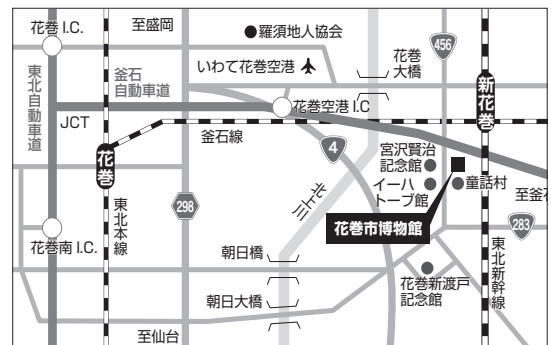 花巻I.C.
至盛岡
●羅須地人協会
456
花巻
大橋
いわて花巻空港
釜石
自動車道
東北自動車道
花巻空港I.C
新花巻
JCT
釜石線
4
宮沢賢治
記念館
花巻
イーハ
トーブ館
童話村
至釜石
298
北上川
花巻市博物館
283
東北本線
花巻南I.C.
朝日橋
東北新幹線
花巻新渡戸
記念館
朝日大橋
至仙台